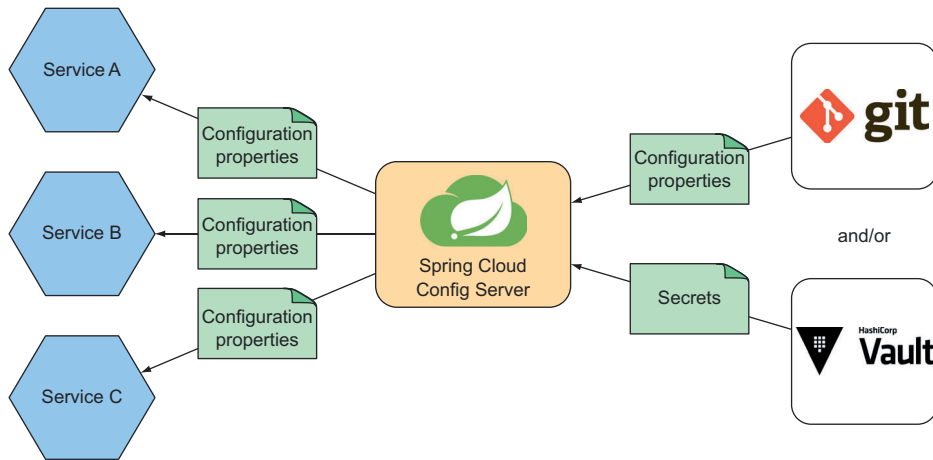 Service A
Configuration
properties
Service B
Configuration
properties
Service C
Configuration
properties
Spring Cloud
Config Server
Configuration
properties
Secrets
git
and/or
HashiCorp
Vault